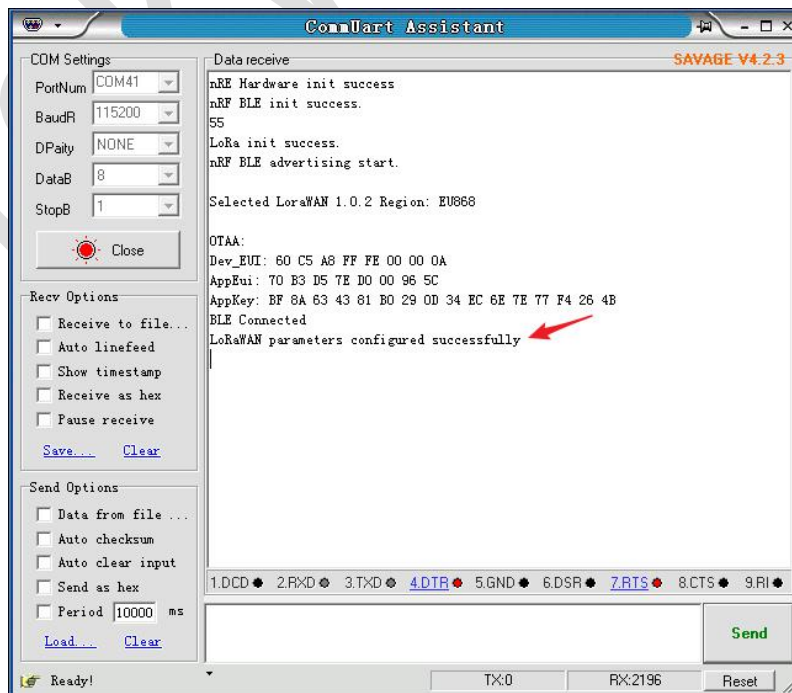 CommUart Assistant
COM Settings
PortNum COM41
BaudR 115200
DPaity NONE
DataB 8
StopB 1
Close
Recv Options
Receive to file...
Auto linefeed
Show timestamp
Receive as hex
Pause receive
Save... Clear
Send Options
Data from file ...
Auto checksum
Auto clear input
Send as hex
Period 10000 ms
Load... Clear
Data receive
SAVAGE V4.2.3
nRE Hardware init success
nRF BLE init success.
55
LoRa init success.
nRF BLE advertising start.
Selected LoraWAN 1.0.2 Region: EU868
OTAA:
Dev_EUI: 60 C5 A8 FF FE 00 00 0A
AppEui: 70 B3 D5 7E D0 00 96 5C
AppKey: BF 8A 63 43 81 B0 29 0D 34 EC 6E 7E 77 F4 26 4B
BLE Connected
LoRaWAN parameters configured successfully
1.DCD 2.RXD 3.TXD 4.DTR 5.GND 6.DSR 7.RTS 8.CTS 9.RI
Send
Ready! TX:0 RX:2196 Reset